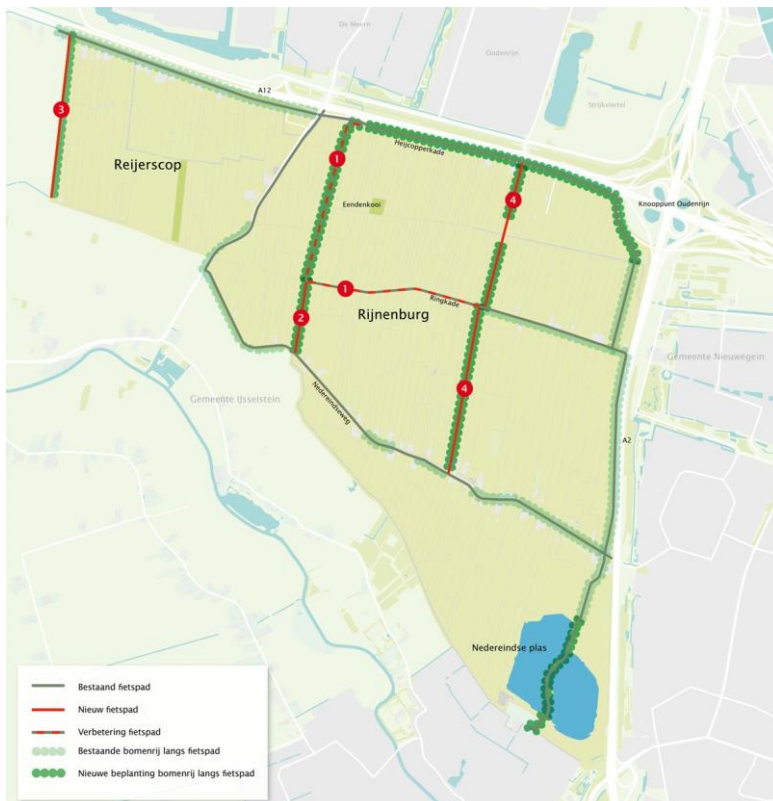 De Meern
Oudenrijn
Strijkviertel
A12
3
Heijcopperkade
1
Reijerscop
4
Eendenkooi
Knooppunt Oudenrijn
1
Ringkade
2
Rijnenburg
Gemeente Nieuwegein
4
Gemeente IJsselstein
Nedereindseweg
A2
Nedereindse plas
Bestaand fietspad
Nieuw fietspad
Verbetering fietspad
Bestaande bomenrij langs fietspad
Nieuwe beplanting bomenrij langs fietspad